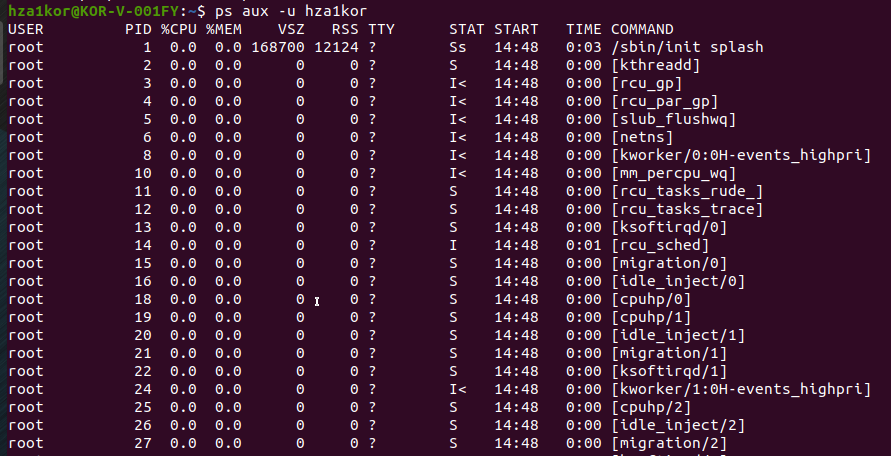 hza1kor@KOR-V-001FY:~$ ps aux -u hza1kor
USER PID %CPU %MEM VSZ RSS TTY STAT START TIME COMMAND
root 1 0.0 0.0 168700 12124 ? Ss 14:48 0:03 /sbin/init splash
root 2 0.0 0.0 0 0 ? S 14:48 0:00 [kthreadd]
root 3 0.0 0.0 0 0 ? I< 14:48 0:00 [rcu_gp]
root 4 0.0 0.0 0 0 ? I< 14:48 0:00 [rcu_par_gp]
root 5 0.0 0.0 0 0 ? I< 14:48 0:00 [slub_flushwq]
root 6 0.0 0.0 0 0 ? I< 14:48 0:00 [netns]
root 8 0.0 0.0 0 0 ? I< 14:48 0:00 [kworker/0:0H-events_highpri]
root 10 0.0 0.0 0 0 ? I< 14:48 0:00 [mm_percpu_wq]
root 11 0.0 0.0 0 0 ? S 14:48 0:00 [rcu_tasks_rude_]
root 12 0.0 0.0 0 0 ? S 14:48 0:00 [rcu_tasks_trace]
root 13 0.0 0.0 0 0 ? S 14:48 0:00 [ksoftirqd/0]
root 14 0.0 0.0 0 0 ? I 14:48 0:01 [rcu_sched]
root 15 0.0 0.0 0 0 ? S 14:48 0:00 [migration/0]
root 16 0.0 0.0 0 0 ? S 14:48 0:00 [idle_inject/0]
root 18 0.0 0.0 0 0 ? S 14:48 0:00 [cpuhp/0]
root 19 0.0 0.0 0 0 ? S 14:48 0:00 [cpuhp/1]
root 20 0.0 0.0 0 0 ? S 14:48 0:00 [idle_inject/1]
root 21 0.0 0.0 0 0 ? S 14:48 0:00 [migration/1]
root 22 0.0 0.0 0 0 ? S 14:48 0:00 [ksoftirqd/1]
root 24 0.0 0.0 0 0 ? I< 14:48 0:00 [kworker/1:0H-events_highpri]
root 25 0.0 0.0 0 0 ? S 14:48 0:00 [cpuhp/2]
root 26 0.0 0.0 0 0 ? S 14:48 0:00 [idle_inject/2]
root 27 0.0 0.0 0 0 ? S 14:48 0:00 [migration/2]